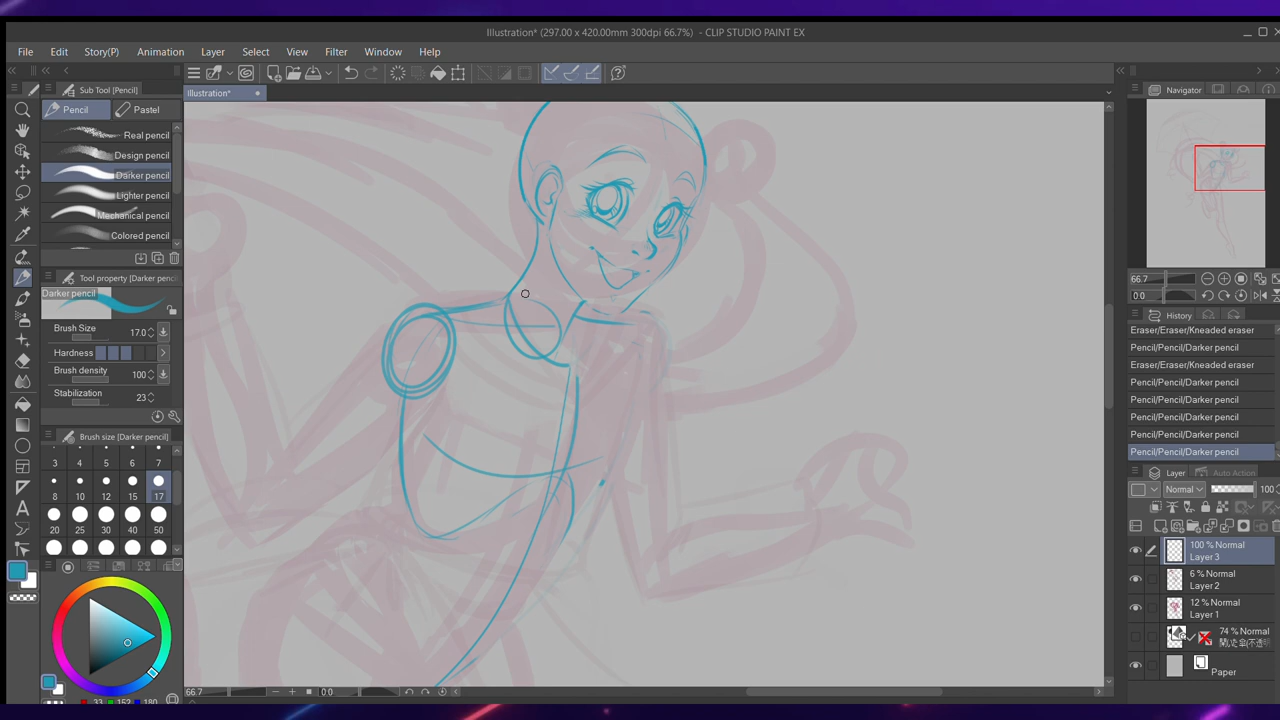 Illustration* (297.00 x 420.00mm 300dpi 66.7%) - CLIP STUDIO PAINT EX
File Edit Story(P) Animation Layer Select View Filter Window Help
Sub Tool [Pencil]
Pencil Pastel
Real pencil
Design pencil
Darker pencil
Lighter pencil
Mechanical pencil
Colored pencil
Tool property [Darker penc
Darker pencil
Brush Size 17.0
Hardness
Brush density 100
Stabilization 23
Brush size [Darker pencil]
3 4 5 6 7
8 10 12 15 17
20 25 30 40 50
33 152 180
Illustration*
66.7 0.0
Navigator
66.7
0.0
History
Eraser/Eraser/Kneaded eraser
Pencil/Pencil/Darker pencil
Eraser/Eraser/Kneaded eraser
Pencil/Pencil/Darker pencil
Pencil/Pencil/Darker pencil
Pencil/Pencil/Darker pencil
Pencil/Pencil/Darker pencil
Pencil/Pencil/Darker pencil
Layer Auto Action
Normal 100
100 % Normal
Layer 3
6 % Normal
Layer 2
12 % Normal
Layer 1
74 % Normal
Paper